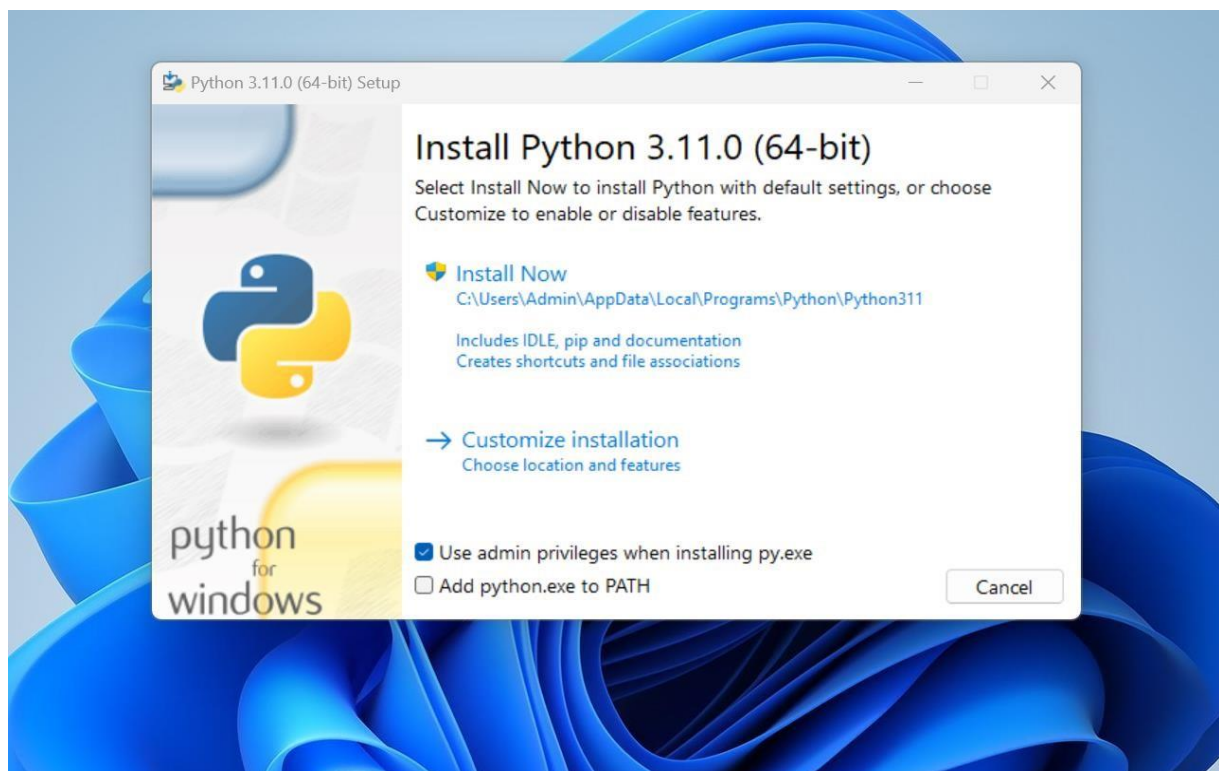 Python 3.11.0 (64-bit) Setup
Install Python 3.11.0 (64-bit)
Select Install Now to install Python with default settings, or choose
Customize to enable or disable features.
Install Now
C:\Users\Admin\AppData\Local\Programs\Python\Python311
Includes IDLE, pip and documentation
Creates shortcuts and file associations
Customize installation
Choose location and features
python
for
windows
Use admin privileges when installing py.exe
Add python.exe to PATH
Cancel